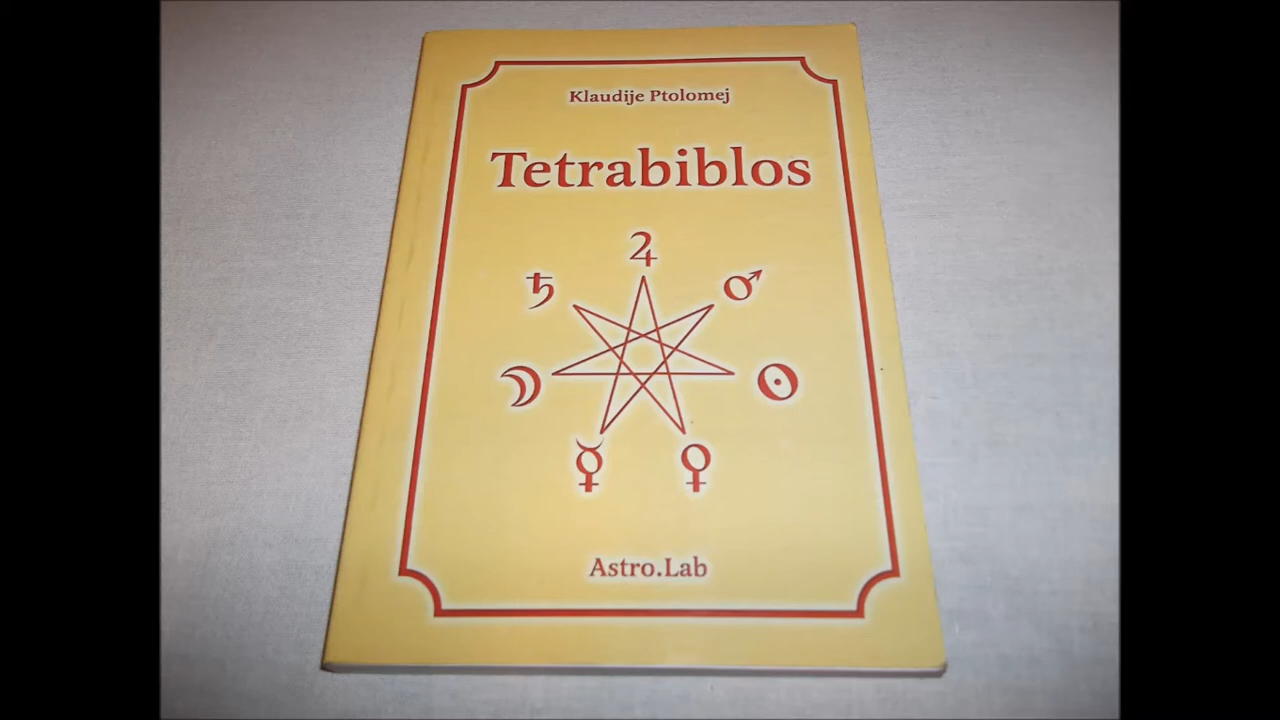 Klaudije Ptolomej
Tetrabiblos
♃
♄ ♂
☽ ☉
☿ ♀
Astro.Lab